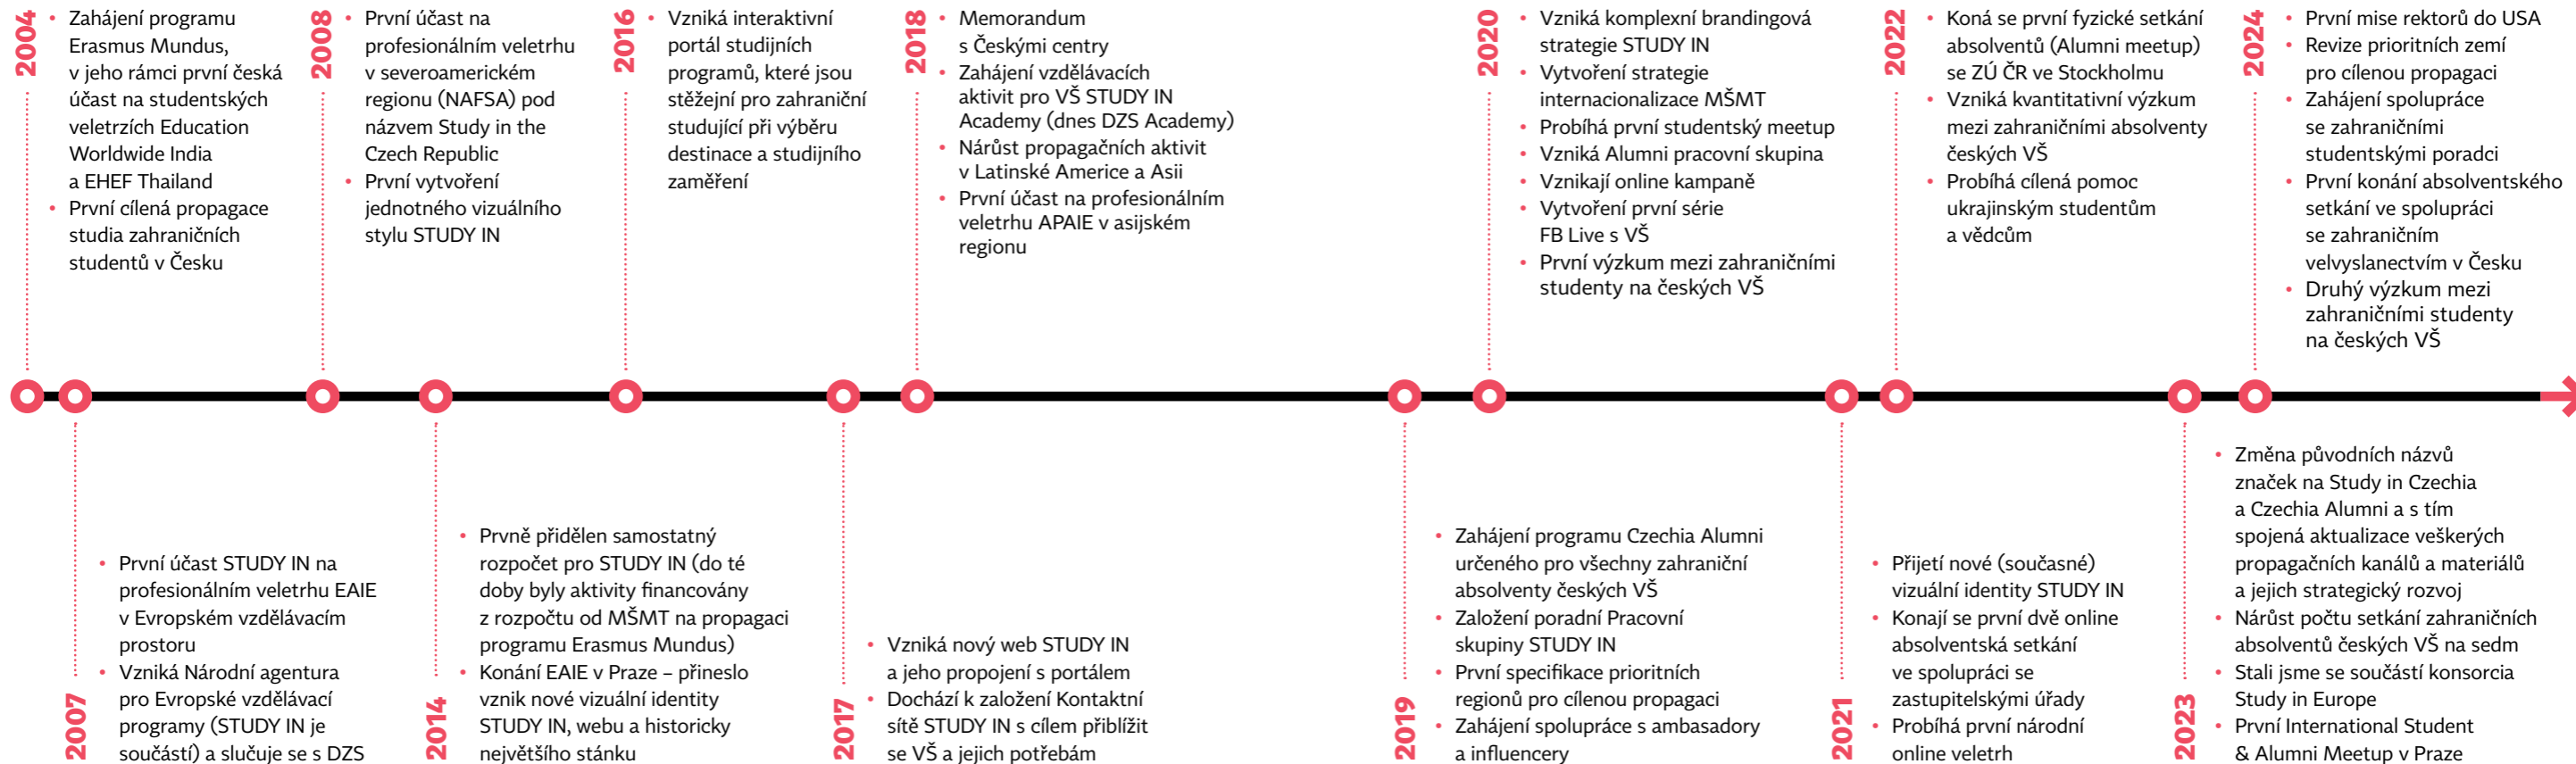 2004
• Zahájení programu
Erasmus Mundus,
v jeho rámci první česká
účast na studentských
veletrzích Education
Worldwide India
a EHEF Thailand
• První cílená propagace
studia zahraničních
studentů v Česku
2008
• První účast na
profesionálním veletrhu
v severoamerickém
regionu (NAFSA) pod
názvem Study in the
Czech Republic
• První vytvoření
jednotného vizuálního
stylu STUDY IN
2016
• Vzniká interaktivní
portál studijních
programů, které jsou
stěžejní pro zahraniční
studující při výběru
destinace a studijního
zaměření
2018
• Memorandum
s Českými centry
• Zahájení vzdělávacích
aktivit pro VŠ STUDY IN
Academy (dnes DZS Academy)
• Nárůst propagačních aktivit
v Latinské Americe a Asii
• První účast na profesionálním
veletrhu APAIE v asijském
regionu
2020
• Vzniká komplexní brandingová
strategie STUDY IN
• Vytvoření strategie
internacionalizace MŠMT
• Probíhá první studentský meetup
• Vzniká Alumni pracovní skupina
• Vznikají online kampaně
• Vytvoření první série
FB Live s VŠ
• První výzkum mezi zahraničními
studenty na českých VŠ
2022
• Koná se první fyzické setkání
absolventů (Alumni meetup)
se ZÚ ČR ve Stockholmu
• Vzniká kvantitativní výzkum
mezi zahraničními absolventy
českých VŠ
• Probíhá cílená pomoc
ukrajinským studentům
a vědcům
2024
• První mise rektorů do USA
• Revize prioritních zemí
pro cílenou propagaci
• Zahájení spolupráce
se zahraničními
studentskými poradci
• První konání absolventského
setkání ve spolupráci
se zahraničním
velvyslanectvím v Česku
• Druhý výzkum mezi
zahraničními studenty
na českých VŠ
2007
• První účast STUDY IN na
profesionálním veletrhu EAIE
v Evropském vzdělávacím
prostoru
• Vzniká Národní agentura
pro Evropské vzdělávací
programy (STUDY IN je
součástí) a slučuje se s DZS
2014
• Prvně přidělen samostatný
rozpočet pro STUDY IN (do té
doby byly aktivity financovány
z rozpočtu od MŠMT na propagaci
programu Erasmus Mundus)
• Konání EAIE v Praze – přineslo
vznik nové vizuální identity
STUDY IN, webu a historicky
největšího stánku
2017
• Vzniká nový web STUDY IN
a jeho propojení s portálem
• Dochází k založení Kontaktní
sítě STUDY IN s cílem přiblížit
se VŠ a jejich potřebám
2019
• Zahájení programu Czechia Alumni
určeného pro všechny zahraniční
absolventy českých VŠ
• Založení poradní Pracovní
skupiny STUDY IN
• První specifikace prioritních
regionů pro cílenou propagaci
• Zahájení spolupráce s ambasadory
a influencery
2021
• Přijetí nové (současné)
vizuální identity STUDY IN
• Konají se první dvě online
absolventská setkání
ve spolupráci se
zastupitelskými úřady
• Probíhá první národní
online veletrh
2023
• Změna původních názvů
značek na Study in Czechia
a Czechia Alumni a s tím
spojená aktualizace veškerých
propagačních kanálů a materiálů
a jejich strategický rozvoj
• Nárůst počtu setkání zahraničních
absolventů českých VŠ na sedm
• Stali jsme se součástí konsorcia
Study in Europe
• První International Student
& Alumni Meetup v Praze